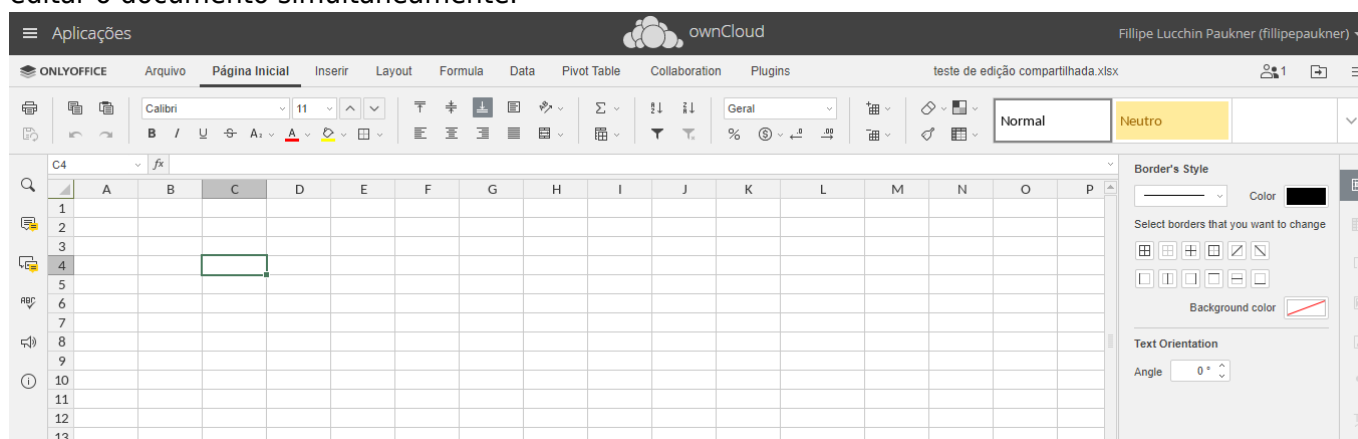 editar o documento simultaneamente.
Aplicações ownCloud Fillipe Lucchin Paukner (fillipepaukner)
ONLYOFFICE Arquivo Página Inicial Inserir Layout Formula Data Pivot Table Collaboration Plugins teste de edição compartilhada.xlsx 1
Calibri 11 Geral Normal Neutro
B I U S A₂ A %
C4 fx
A B C D E F G H I J K L M N O P
1
2
3
4
5
6
7
8
9
10
11
12
13
ABC
Border's Style
Color
Select borders that you want to change
Background color
Text Orientation
Angle 0 °